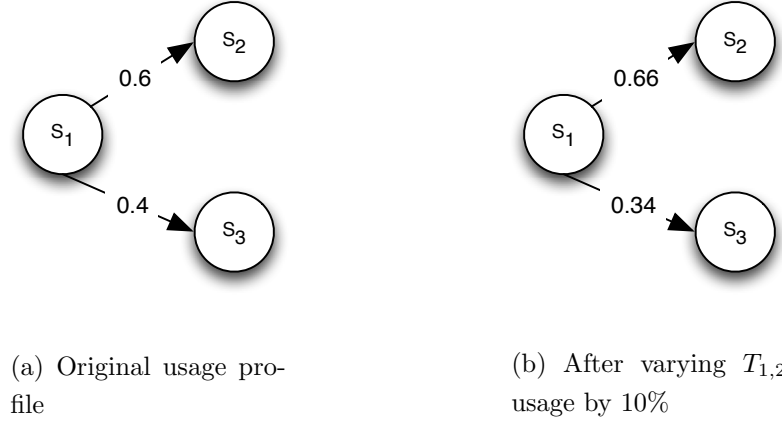 S2
0.6
S1
0.4
S3
(a) Original usage pro-
file
S2
0.66
S1
0.34
S3
(b) After varying T1,2
usage by 10%